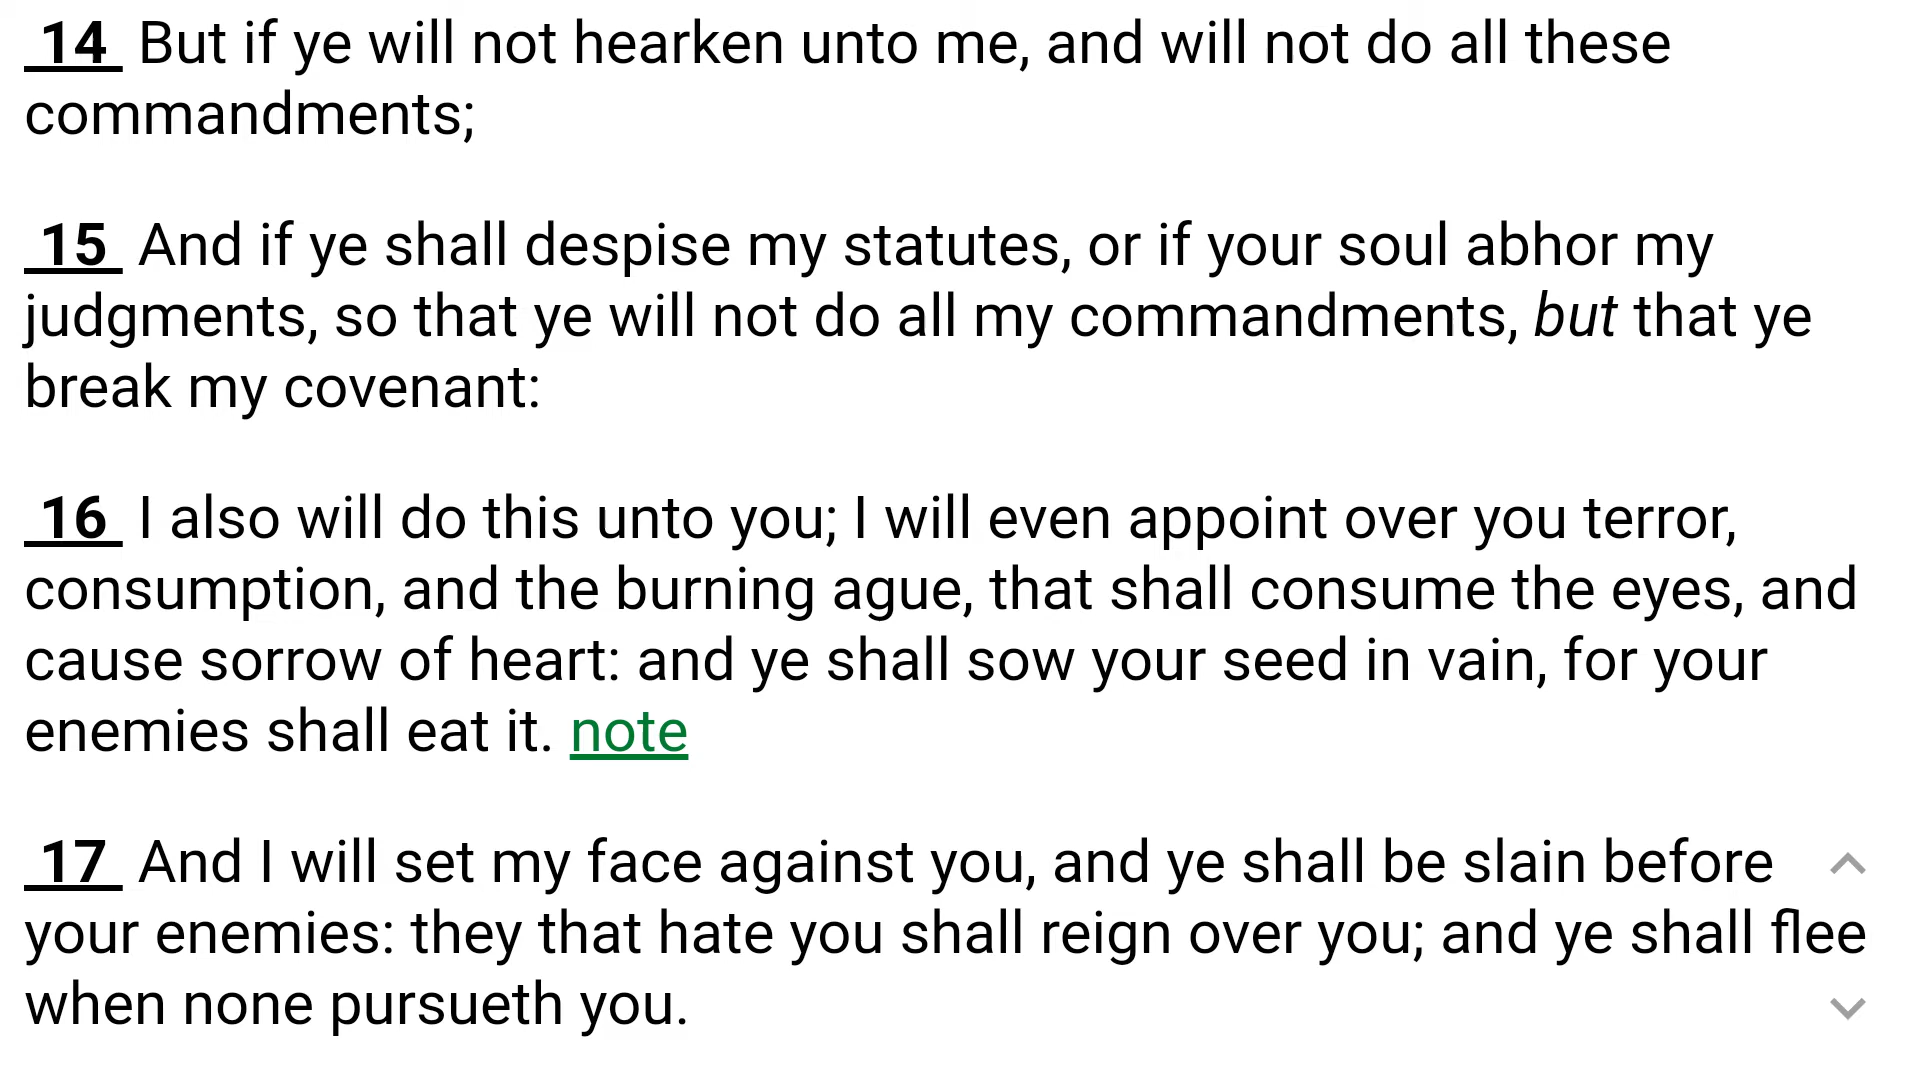 14 But if ye will not hearken unto me, and will not do all these
commandments;
15 And if ye shall despise my statutes, or if your soul abhor my
judgments, so that ye will not do all my commandments, but that ye
break my covenant:
16 I also will do this unto you; I will even appoint over you terror,
consumption, and the burning ague, that shall consume the eyes, and
cause sorrow of heart: and ye shall sow your seed in vain, for your
enemies shall eat it. note
17 And I will set my face against you, and ye shall be slain before
your enemies: they that hate you shall reign over you; and ye shall flee
when none pursueth you.